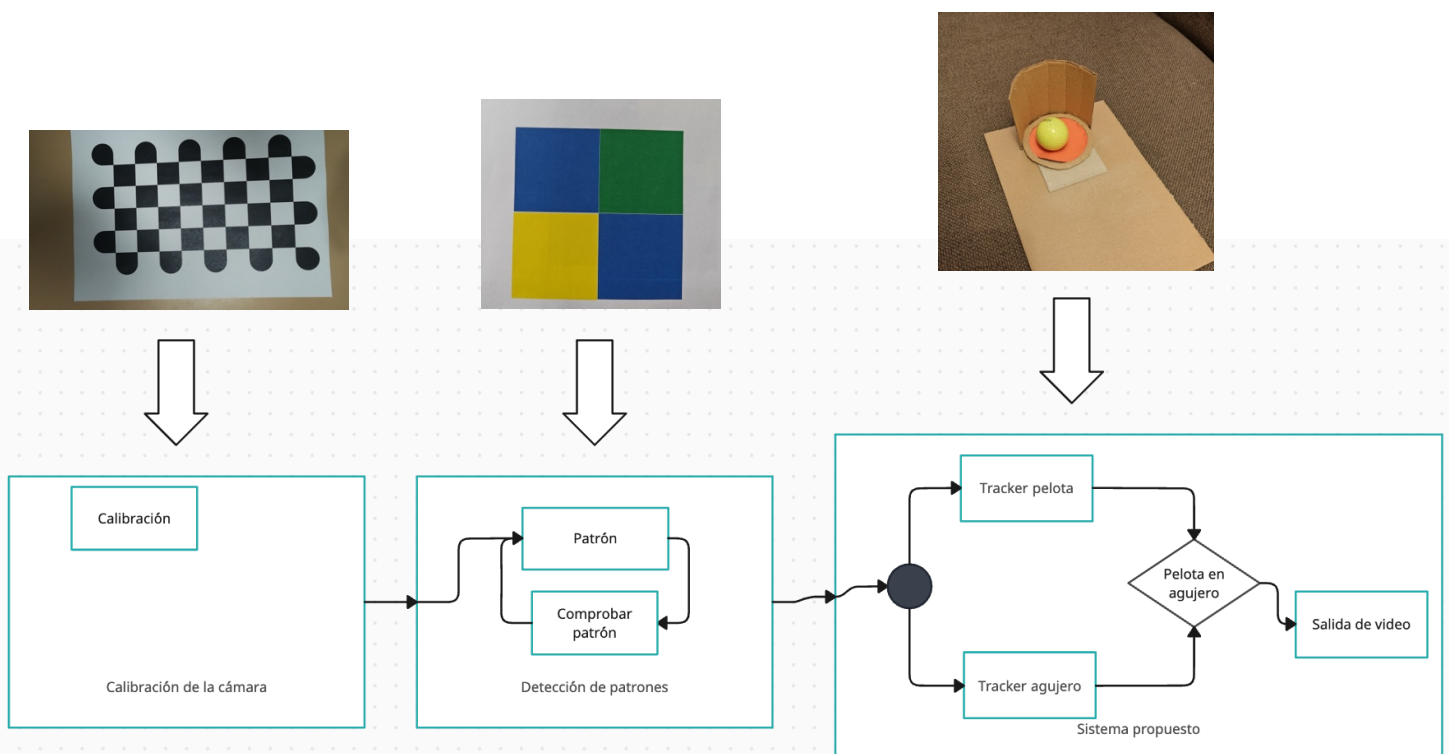 Calibración
Calibración de la cámara
Patrón
Comprobar
patrón
Detección de patrones
Tracker pelota
Pelota en
agujero
Salida de video
Tracker agujero
Sistema propuesto